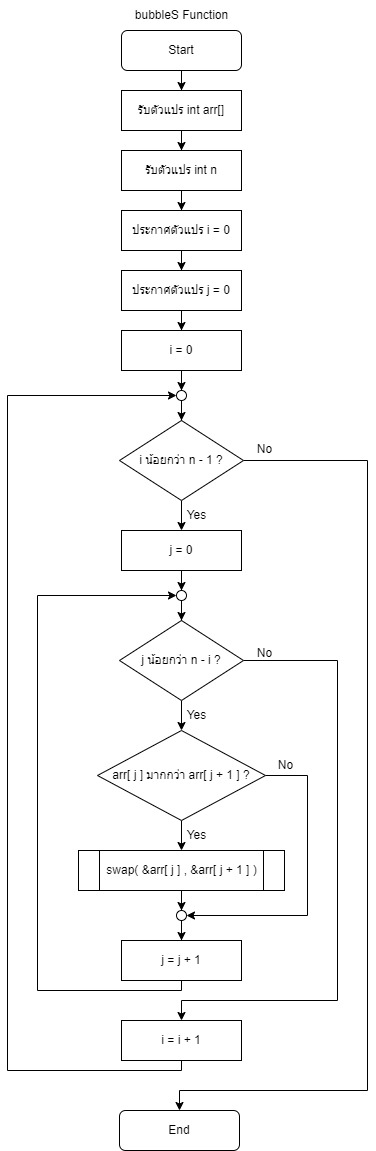 bubbleS Function
Start
รับตัวแปร int arr[]
รับตัวแปร int n
ประกาศตัวแปร i = 0
ประกาศตัวแปร j = 0
i = 0
i น้อยกว่า n - 1 ?
No
Yes
j = 0
j น้อยกว่า n - i ?
No
Yes
arr[ j ] มากกว่า arr[ j + 1 ] ?
No
Yes
swap( &arr[ j ] , &arr[ j + 1 ] )
j = j + 1
i = i + 1
End